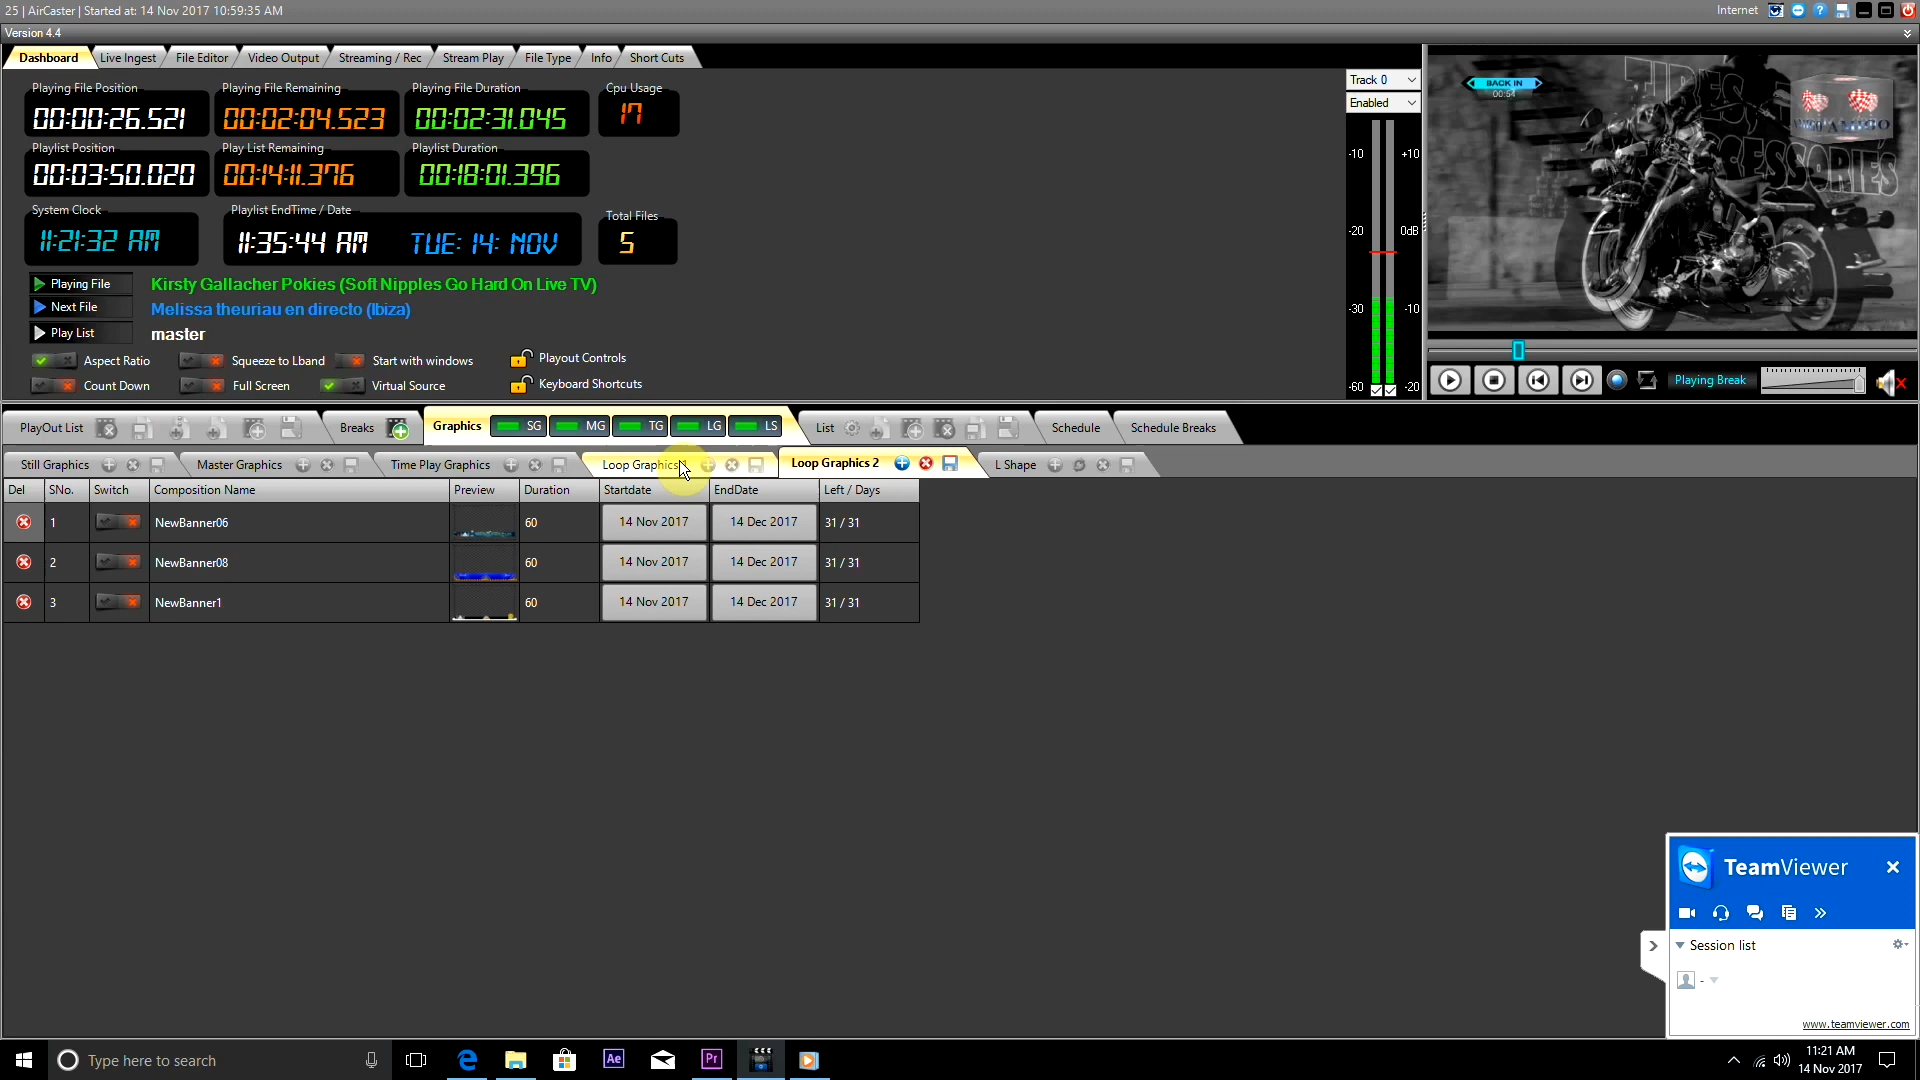 25 | AirCaster | Started at: 14 Nov 2017 10:59:35 AM
Internet
Version 4.4
Dashboard Live Ingest File Editor Video Output Streaming / Rec Stream Play File Type Info Short Cuts
Playing File Position Playing File Remaining Playing File Duration Cpu Usage
00:00:26.521 00:02:04.523 00:02:31.045 17
Playlist Position Play List Remaining Playlist Duration
00:03:50.020 00:14:11.376 00:18:01.396
System Clock Playlist EndTime / Date Total Files
11:21:32 AM 11:35:44 AM TUE: 14: NOV 5
Playing File Kirsty Gallacher Pokies (Soft Nipples Go Hard On Live TV)
Next File Melissa theuriau en directo (Ibiza)
Play List master
Aspect Ratio Squeeze to Lband Start with windows Playout Controls
Count Down Full Screen Virtual Source Keyboard Shortcuts
Track 0
Enabled
-10 +10
-20 0dB
-30 -10
-60 -20
BACK IN
00:54
TIRES,
ACCESSORIES
Playing Break
PlayOut List Breaks Graphics SG MG TG LG LS List Schedule Schedule Breaks
Still Graphics Master Graphics Time Play Graphics Loop Graphics Loop Graphics 2 L Shape
Del SNo. Switch Composition Name Preview Duration Startdate EndDate Left / Days
1 NewBanner06 60 14 Nov 2017 14 Dec 2017 31 / 31
2 NewBanner08 60 14 Nov 2017 14 Dec 2017 31 / 31
3 NewBanner1 60 14 Nov 2017 14 Dec 2017 31 / 31
TeamViewer
Session list
-
www.teamviewer.com
Type here to search
Ae
Pr
11:21 AM
14 Nov 2017